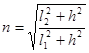 n = √((l₂² + h²)/(l₁² + h²))